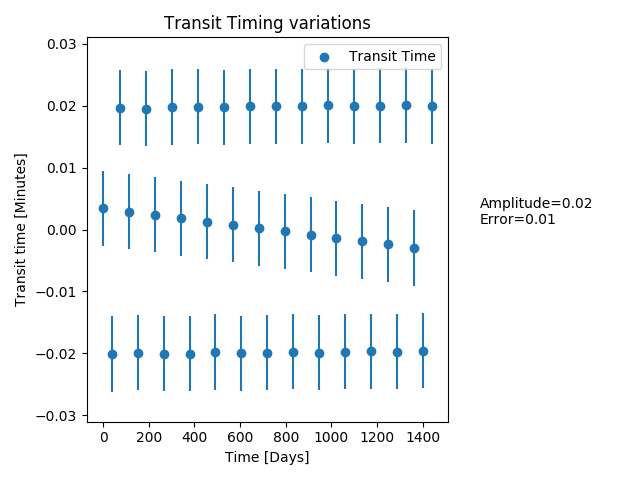 Transit Timing variations
Transit Time
0.03
0.02
0.01
0.00
−0.01
−0.02
−0.03
Transit time [Minutes]
Amplitude=0.02
Error=0.01
0 200 400 600 800 1000 1200 1400
Time [Days]